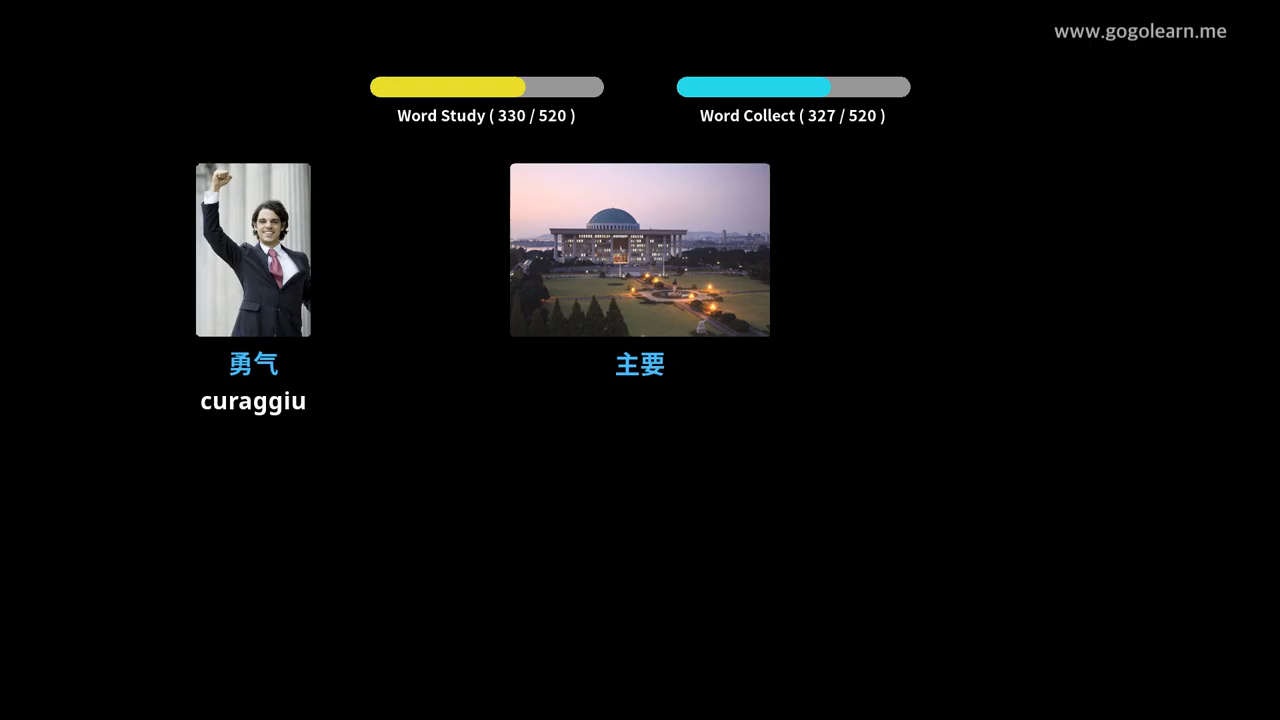 www.gogolearn.me
Word Study ( 330 / 520 )
Word Collect ( 327 / 520 )
勇气
curaggiu
主要